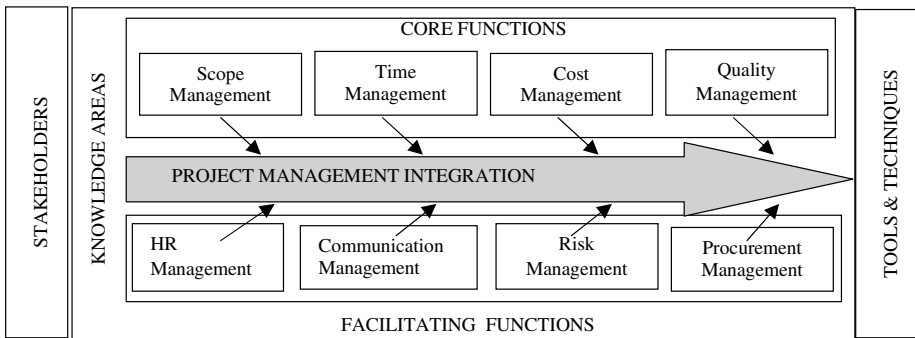 STAKEHOLDERS
KNOWLEDGE AREAS
CORE FUNCTIONS
Scope
Management
Time
Management
Cost
Management
Quality
Management
PROJECT MANAGEMENT INTEGRATION
HR
Management
Communication
Management
Risk
Management
Procurement
Management
FACILITATING FUNCTIONS
TOOLS & TECHNIQUES